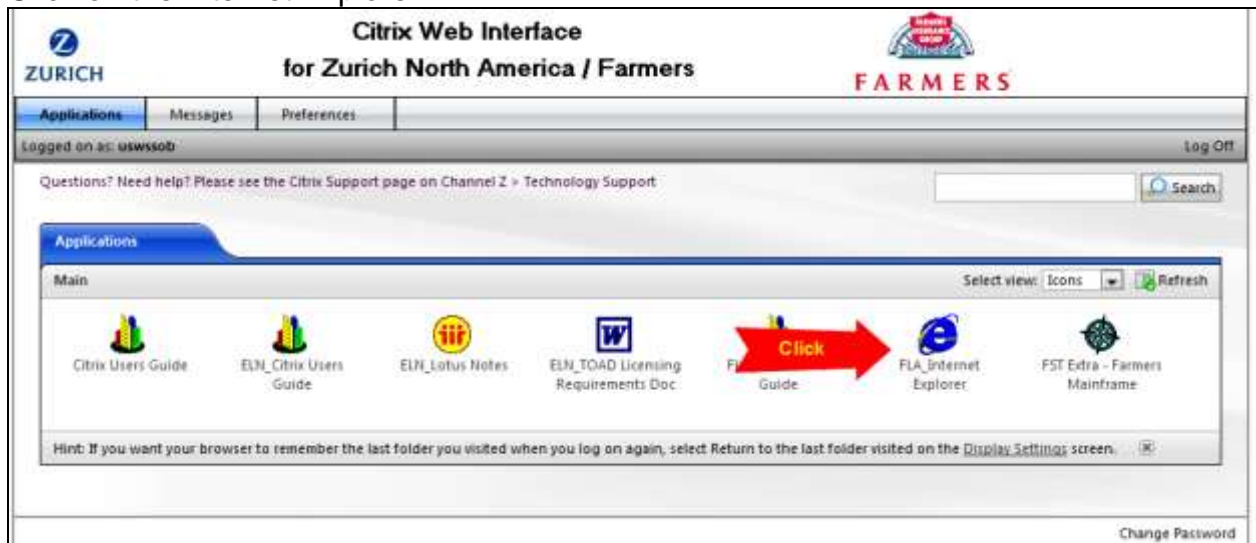 Citrix Web Interface
for Zurich North America / Farmers
ZURICH
FARMERS
INSURANCE
GROUP
FARMERS
Applications Messages Preferences
Logged on as: uswssob Log Off
Questions? Need help? Please see the Citrix Support page on Channel Z > Technology Support Search
Applications
Main Select view: Icons Refresh
Click
Citrix Users Guide ELN_Citrix Users ELN_Lotus Notes ELN_TOAD Licensing FLA_Internet FST Extra - Farmers
Guide Requirements Doc Guide Explorer Mainframe
Hint: If you want your browser to remember the last folder you visited when you log on again, select Return to the last folder visited on the Display Settings screen.
Change Password